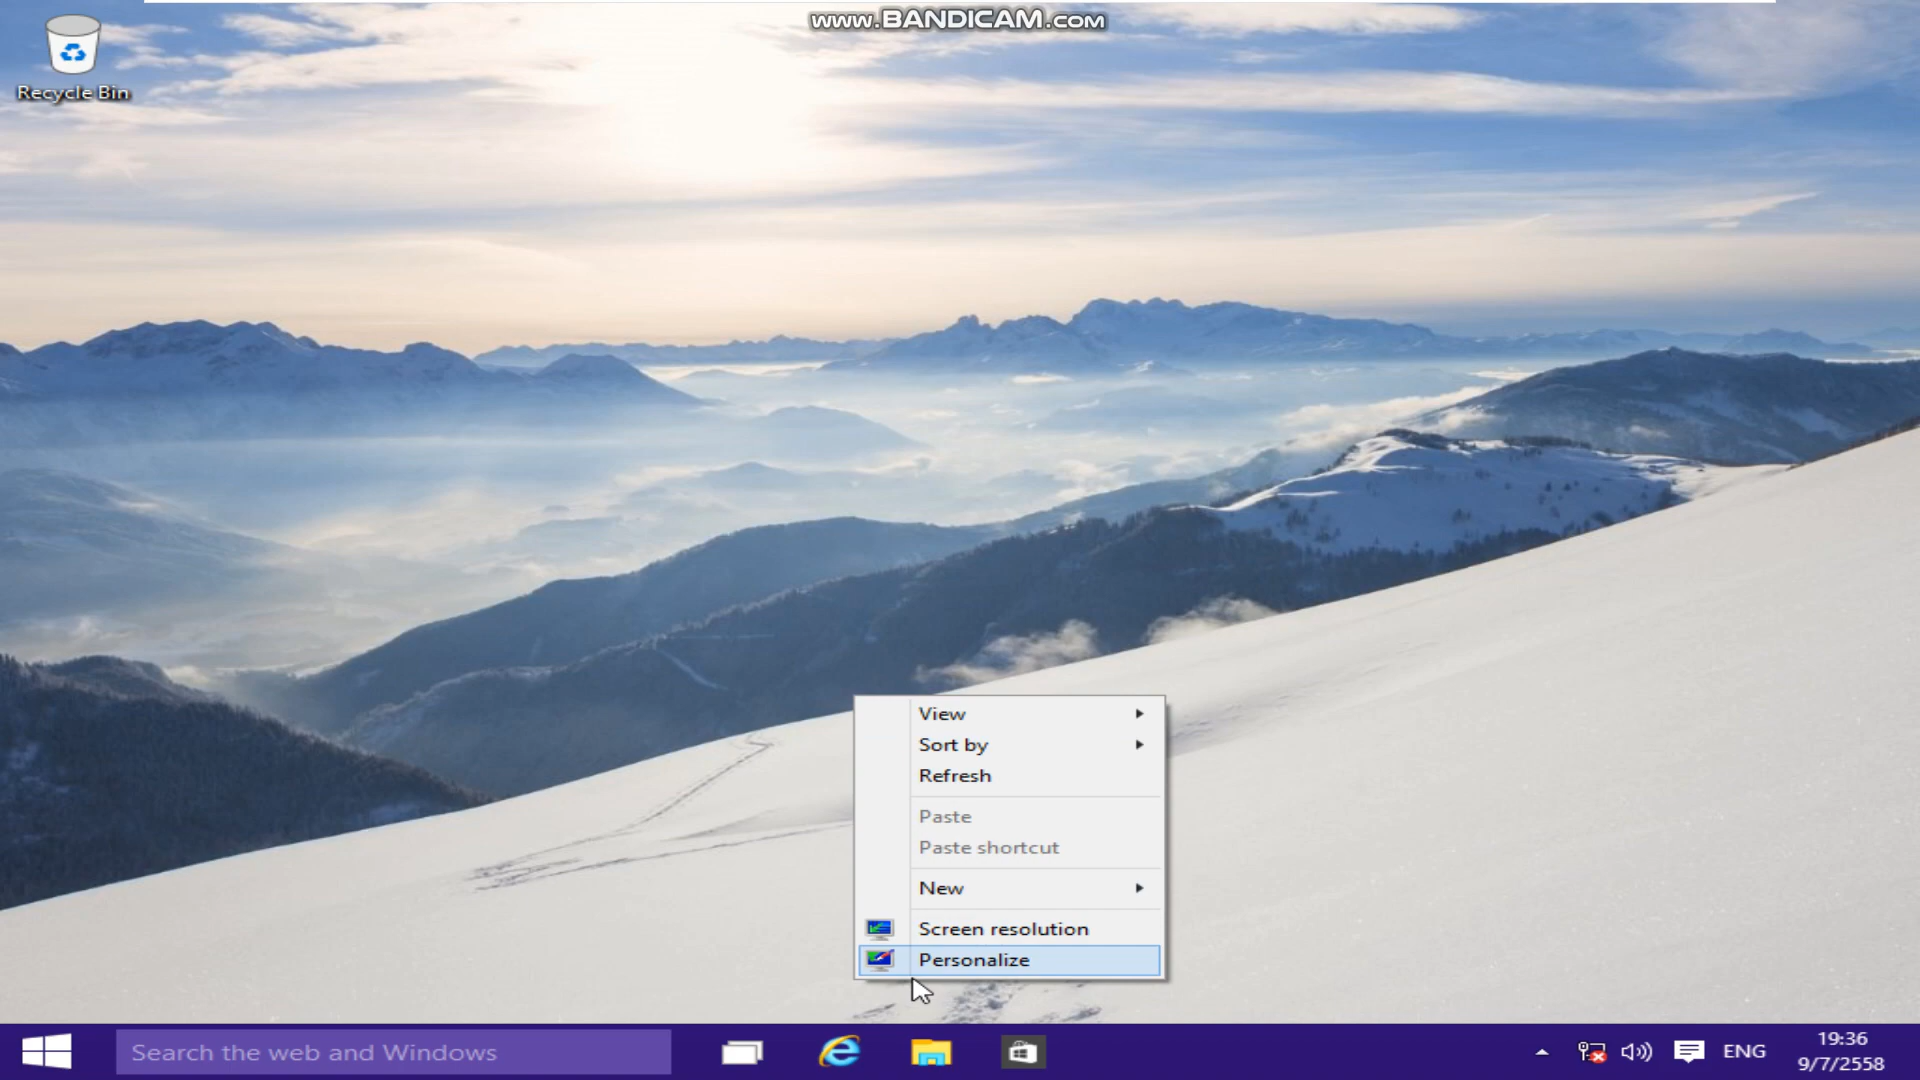 www.BANDICAM.com
Recycle Bin
View
Sort by
Refresh
Paste
Paste shortcut
New
Screen resolution
Personalize
Search the web and Windows
ENG
19:36
9/7/2558